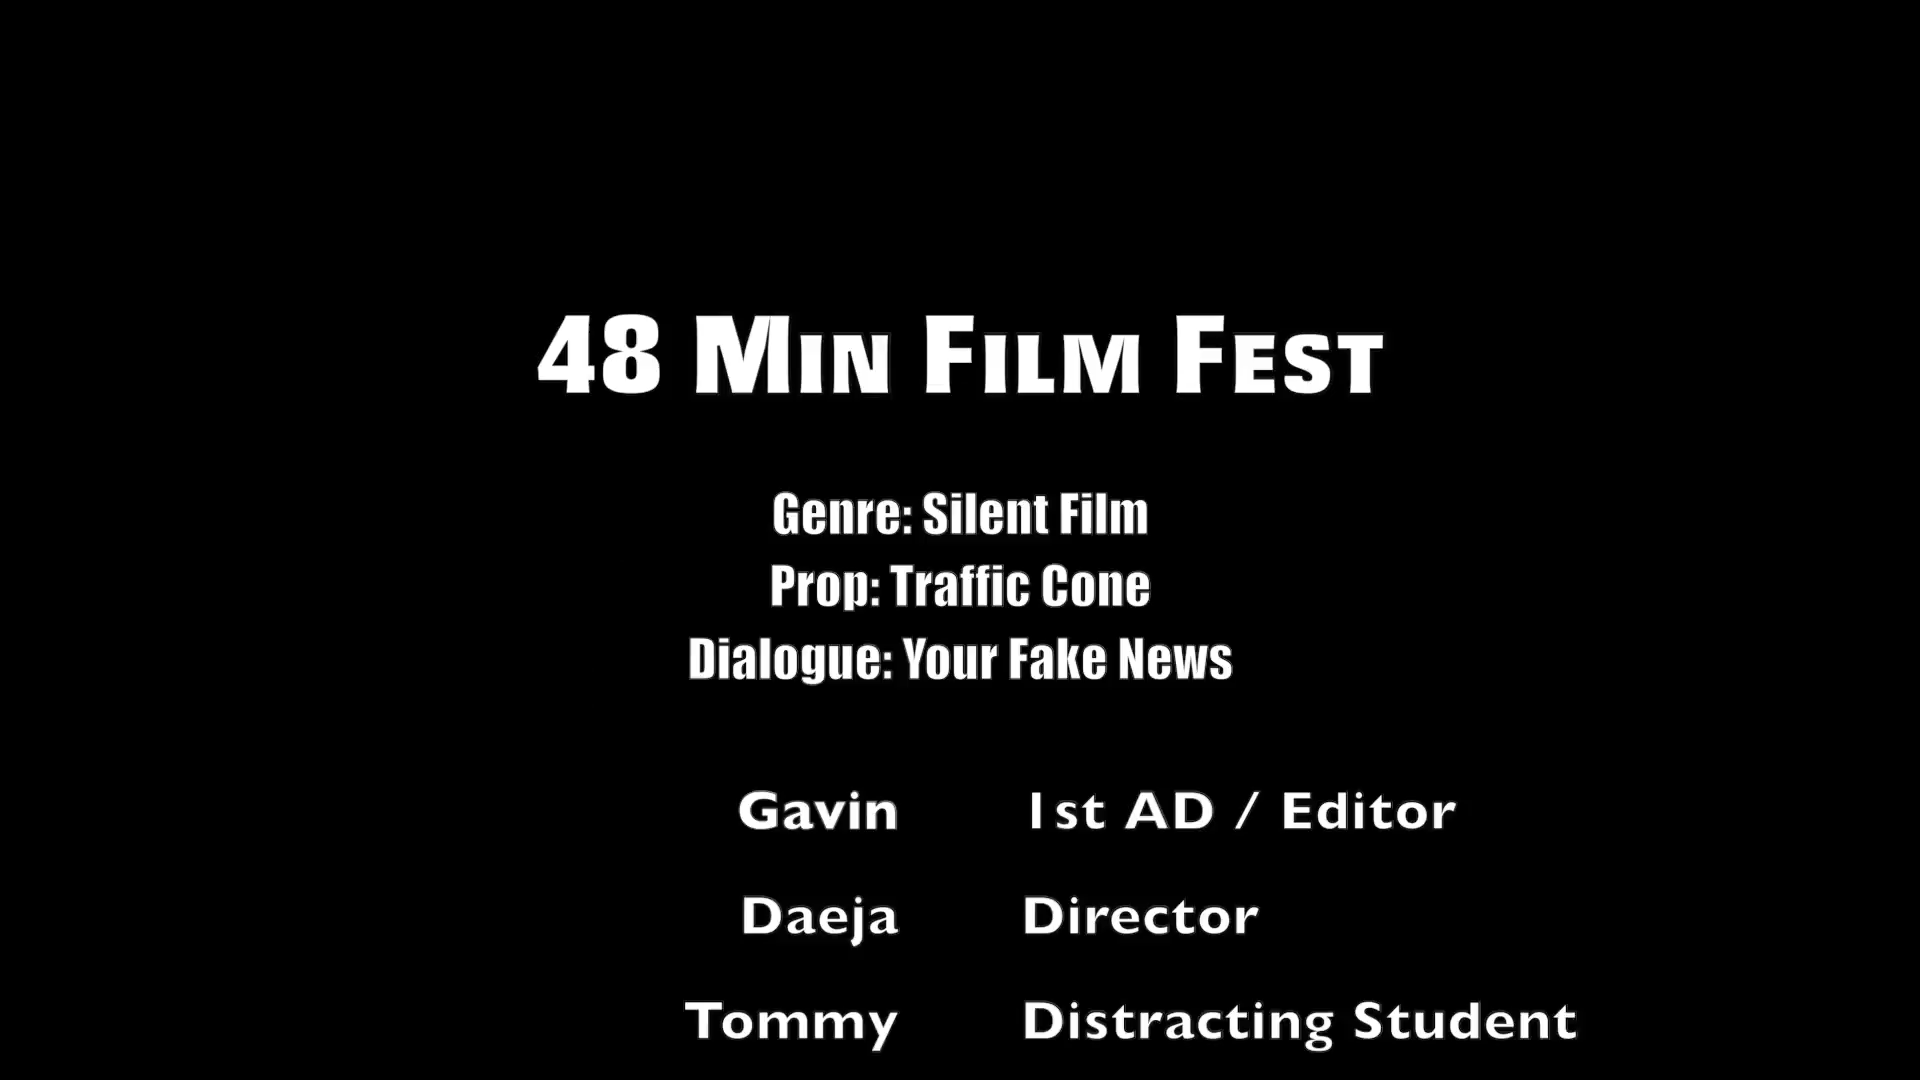 48 Min Film Fest
Genre: Silent Film
Prop: Traffic Cone
Dialogue: Your Fake News
Gavin 1st AD / Editor
Daeja Director
Tommy Distracting Student